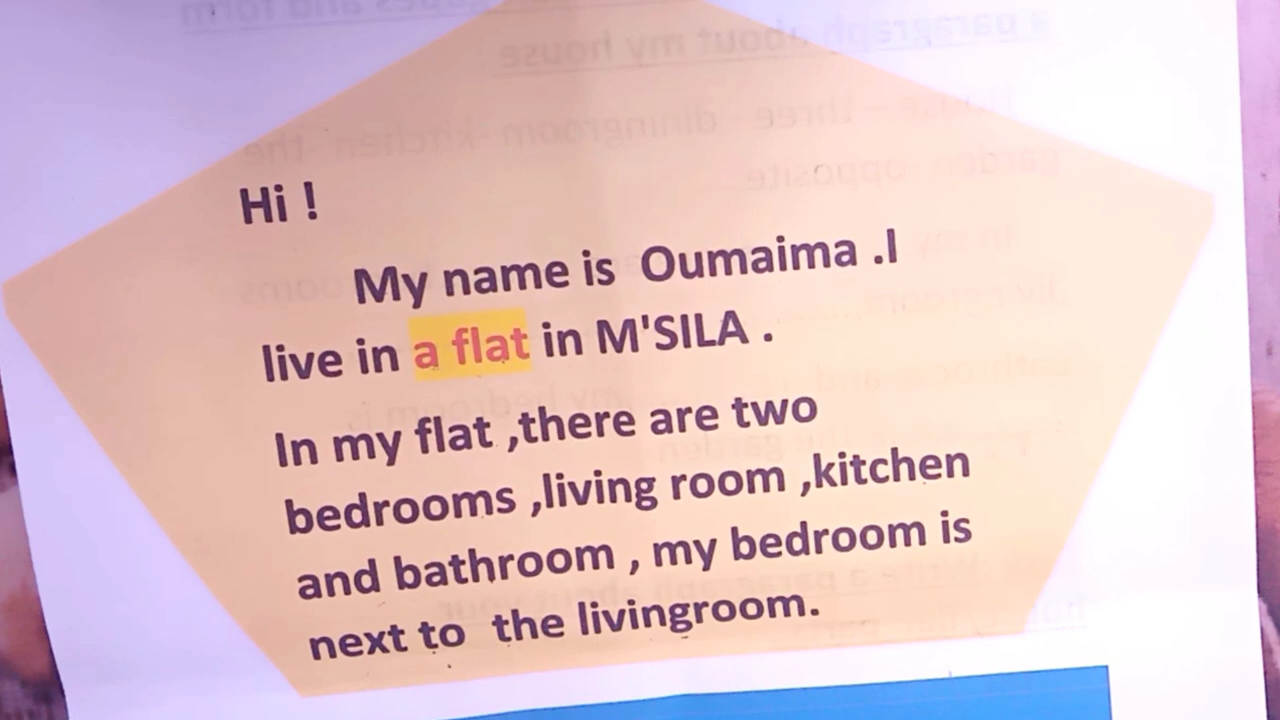 Hi !
My name is Oumaima .I
live in a flat in M'SILA .
In my flat ,there are two
bedrooms ,living room ,kitchen
and bathroom , my bedroom is
next to the livingroom.